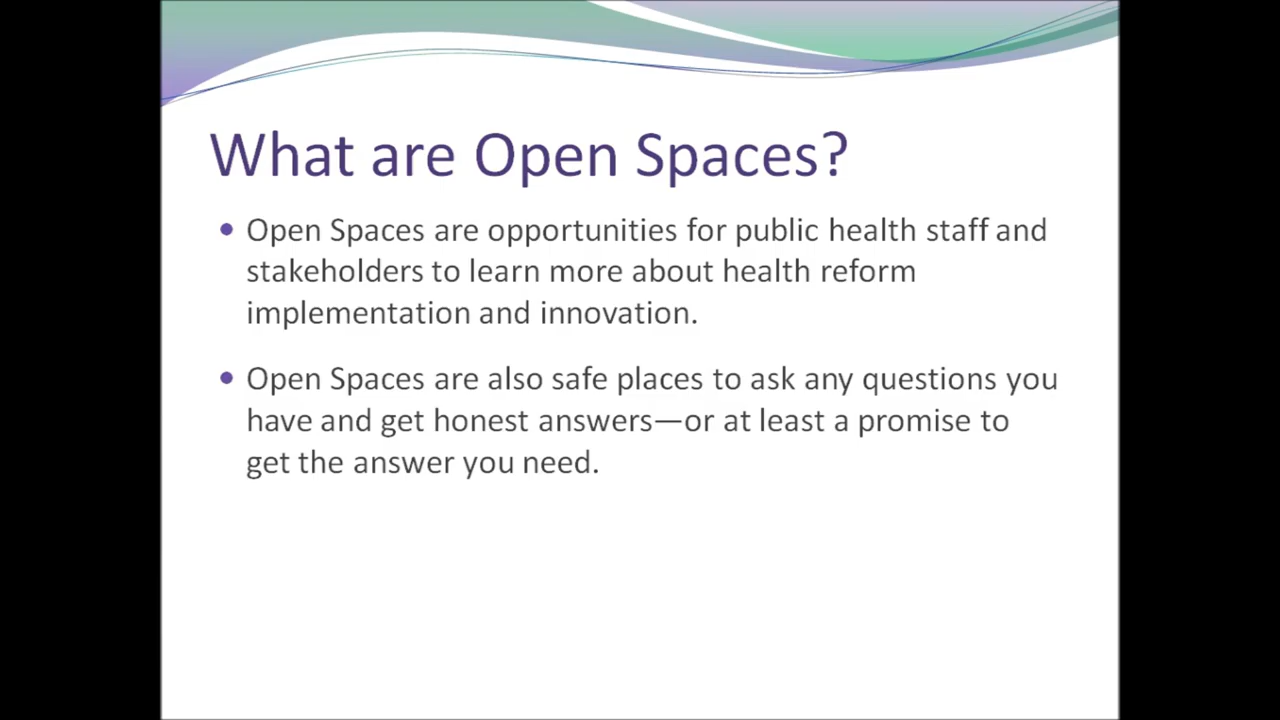 What are Open Spaces?
• Open Spaces are opportunities for public health staff and
stakeholders to learn more about health reform
implementation and innovation.
• Open Spaces are also safe places to ask any questions you
have and get honest answers—or at least a promise to
get the answer you need.